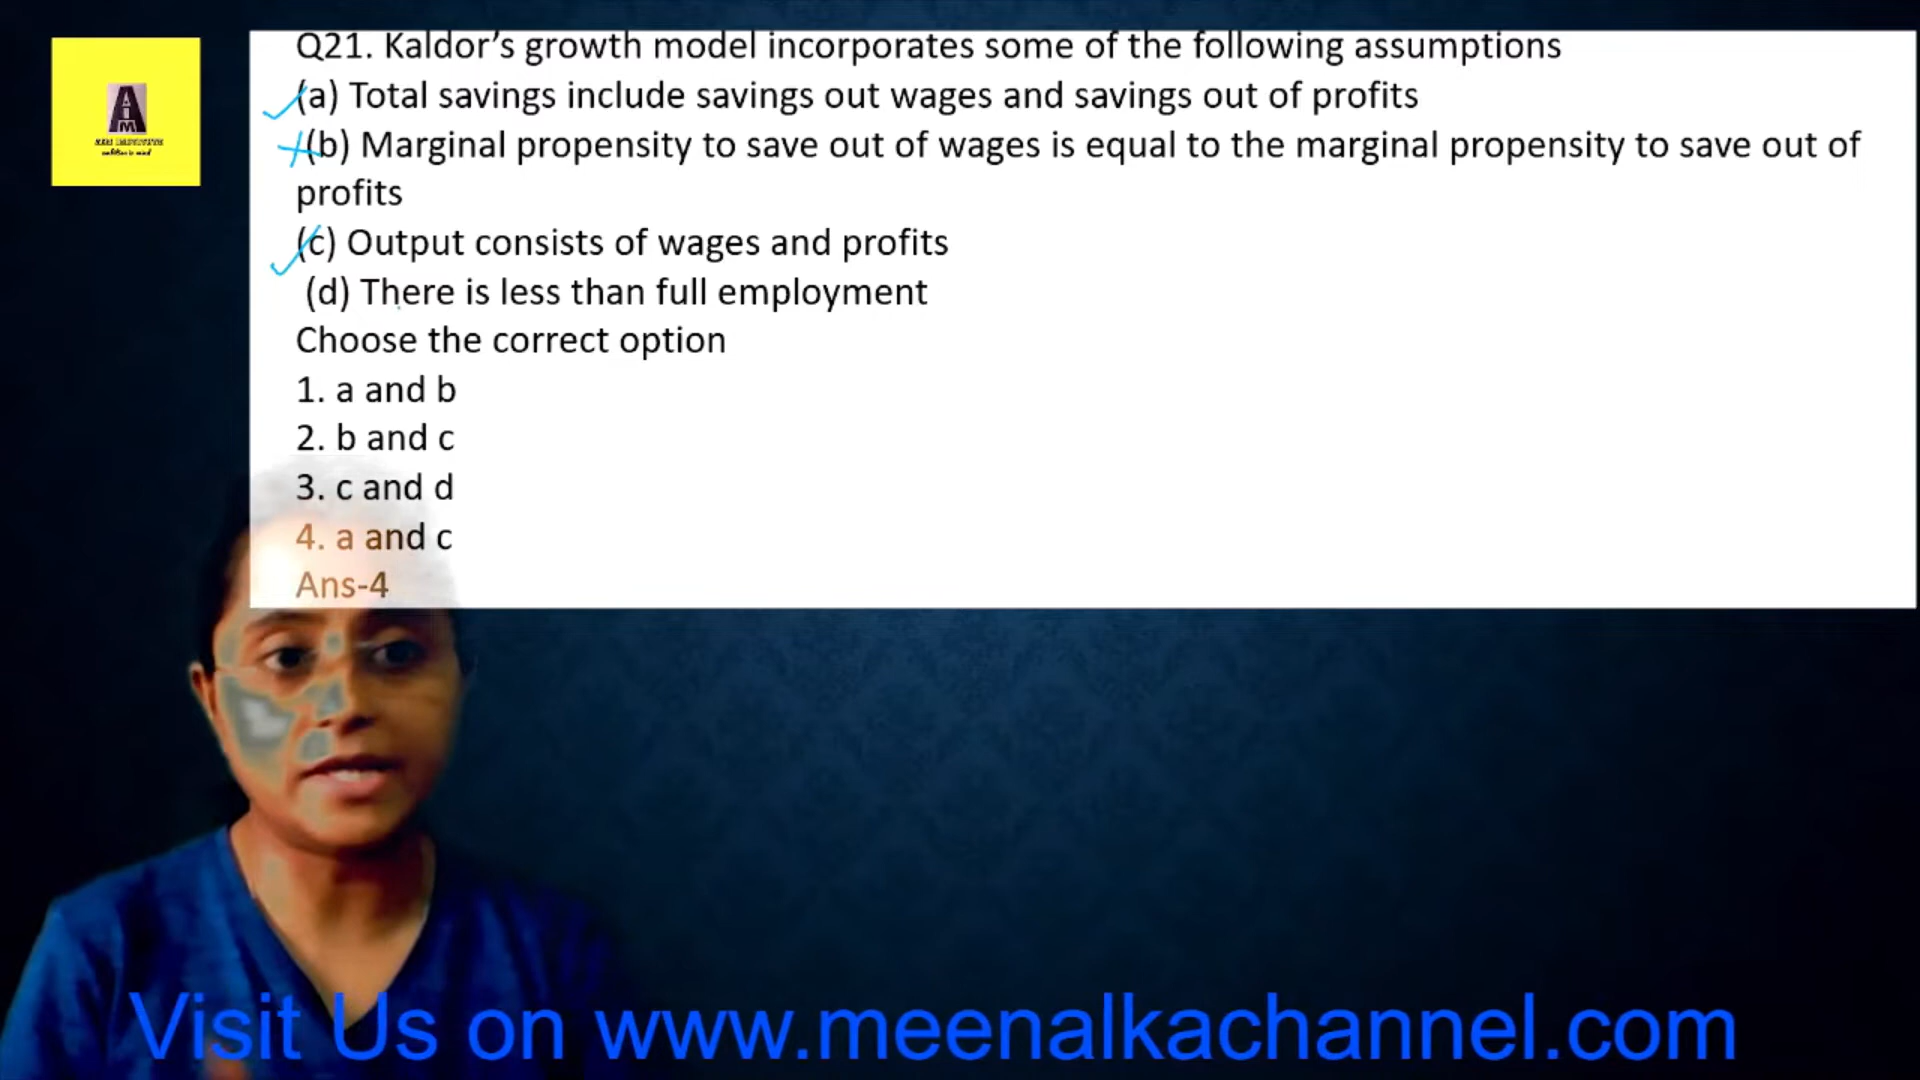 Q21. Kaldor's growth model incorporates some of the following assumptions
(a) Total savings include savings out wages and savings out of profits
(b) Marginal propensity to save out of wages is equal to the marginal propensity to save out of
profits
(c) Output consists of wages and profits
(d) There is less than full employment
Choose the correct option
1. a and b
2. b and c
3. c and d
4. a and c
Ans-4
AIM
Visit Us on www.meenalkachannel.com